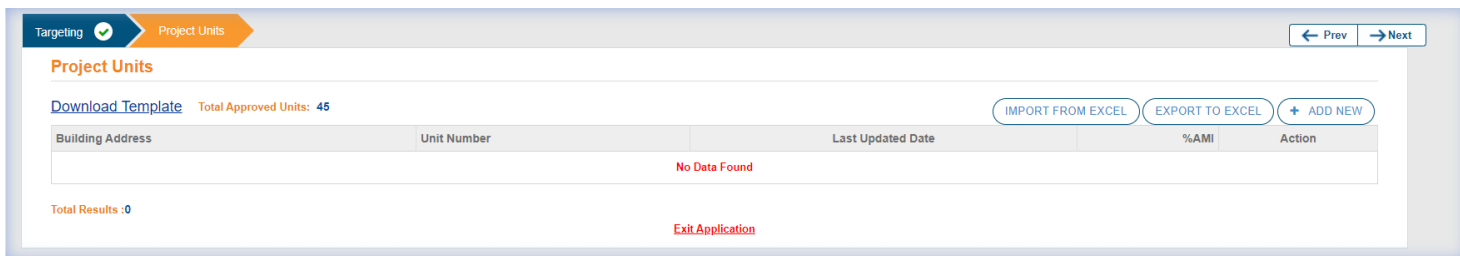 Targeting Project Units
Prev Next
Project Units
Download Template Total Approved Units: 45
IMPORT FROM EXCEL EXPORT TO EXCEL + ADD NEW
Building Address Unit Number Last Updated Date %AMI Action
No Data Found
Total Results :0
Exit Application